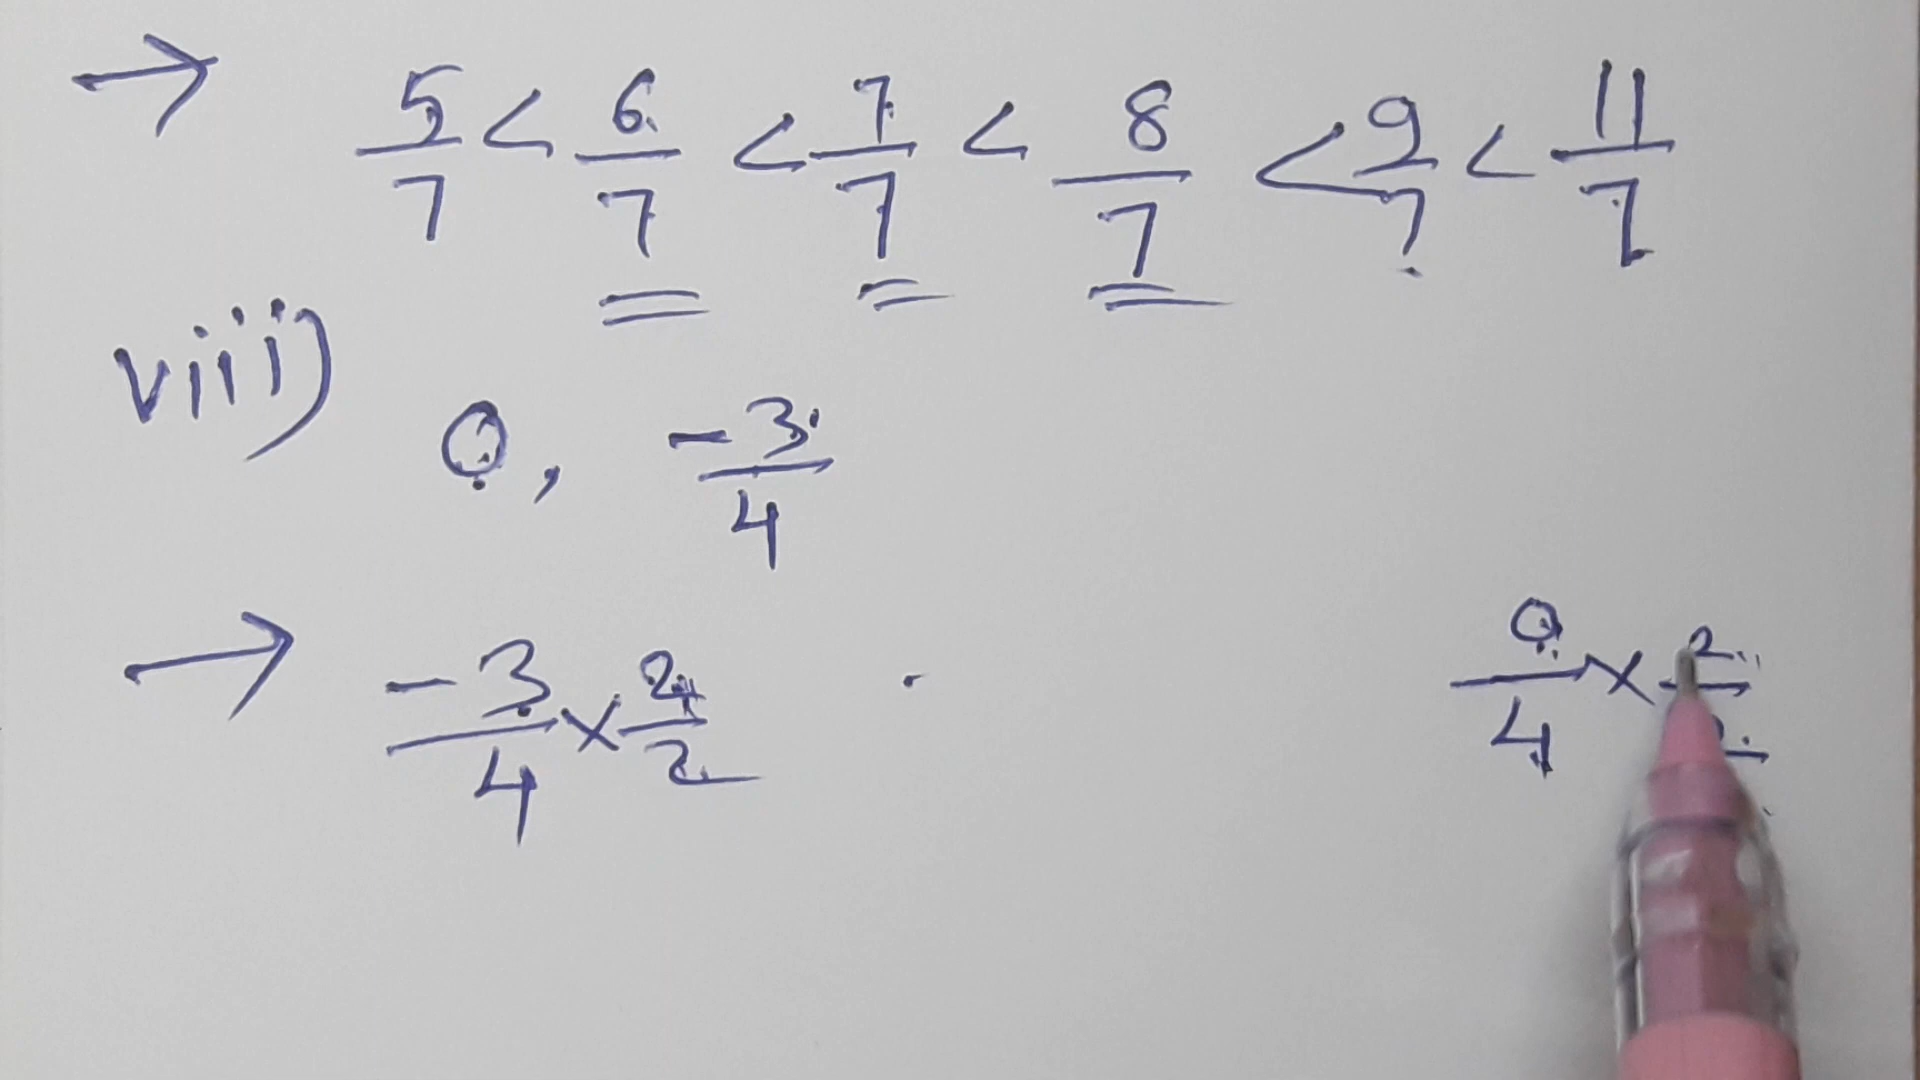 → 5/7 < 6/7 < 7/7 < 8/7 < 9/7 < 11/7
viii) 0, -3/4
→ -3/4 × 2/2 . 0/4 × 2/2